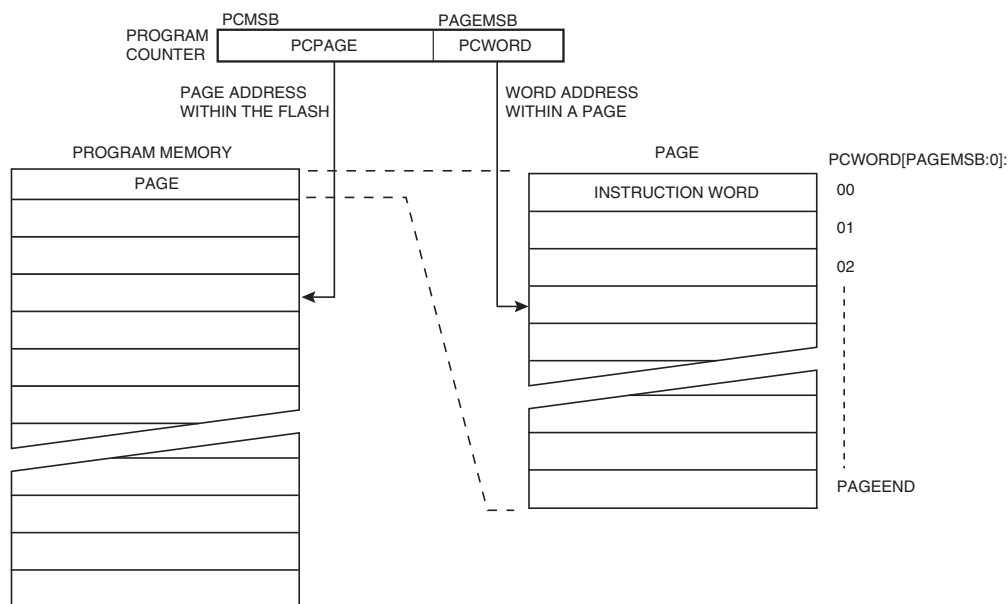 PCMSB PAGEMSB
PROGRAM
COUNTER
PCPAGE PCWORD
PAGE ADDRESS
WITHIN THE FLASH
WORD ADDRESS
WITHIN A PAGE
PROGRAM MEMORY
PAGE
PAGE
PCWORD[PAGEMSB:0]:
INSTRUCTION WORD
00
01
02
PAGEEND